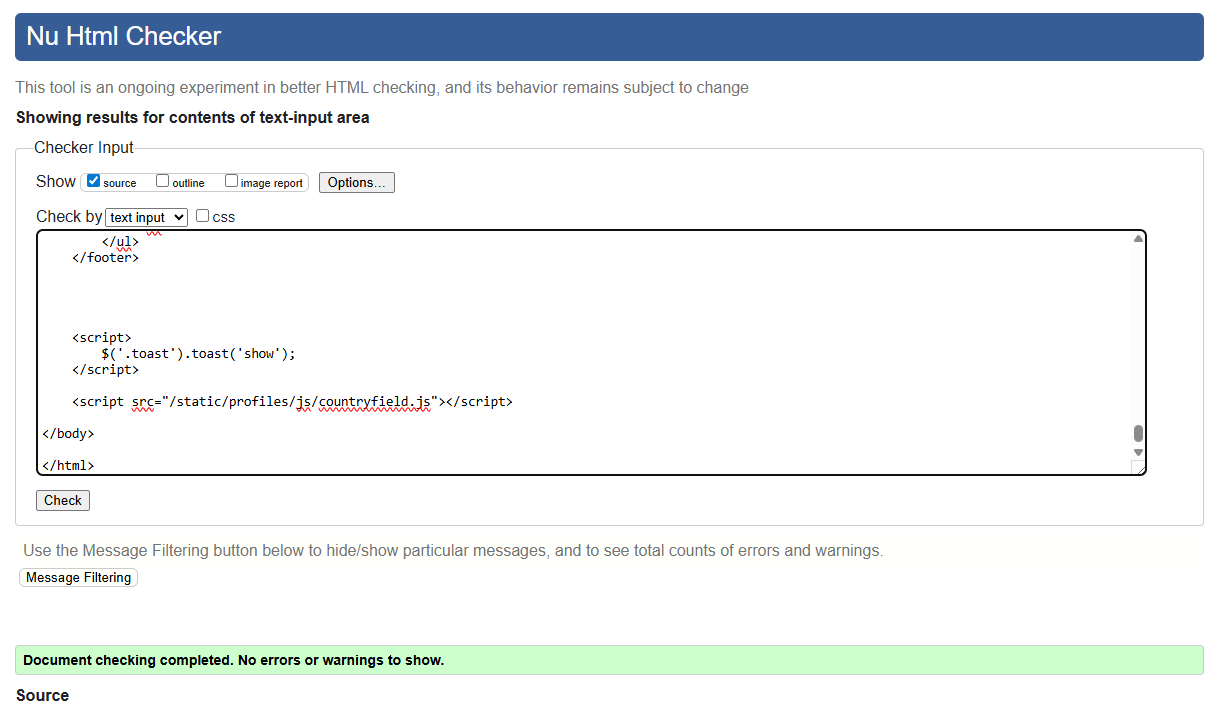 Nu Html Checker
This tool is an ongoing experiment in better HTML checking, and its behavior remains subject to change
Showing results for contents of text-input area
Checker Input
Show source outline image report Options...
Check by text input css
</ul>
</footer>
<script>
$('.toast').toast('show');
</script>
<script src="/static/profiles/js/countryfield.js"></script>
</body>
</html>
Check
Use the Message Filtering button below to hide/show particular messages, and to see total counts of errors and warnings.
Message Filtering
Document checking completed. No errors or warnings to show.
Source